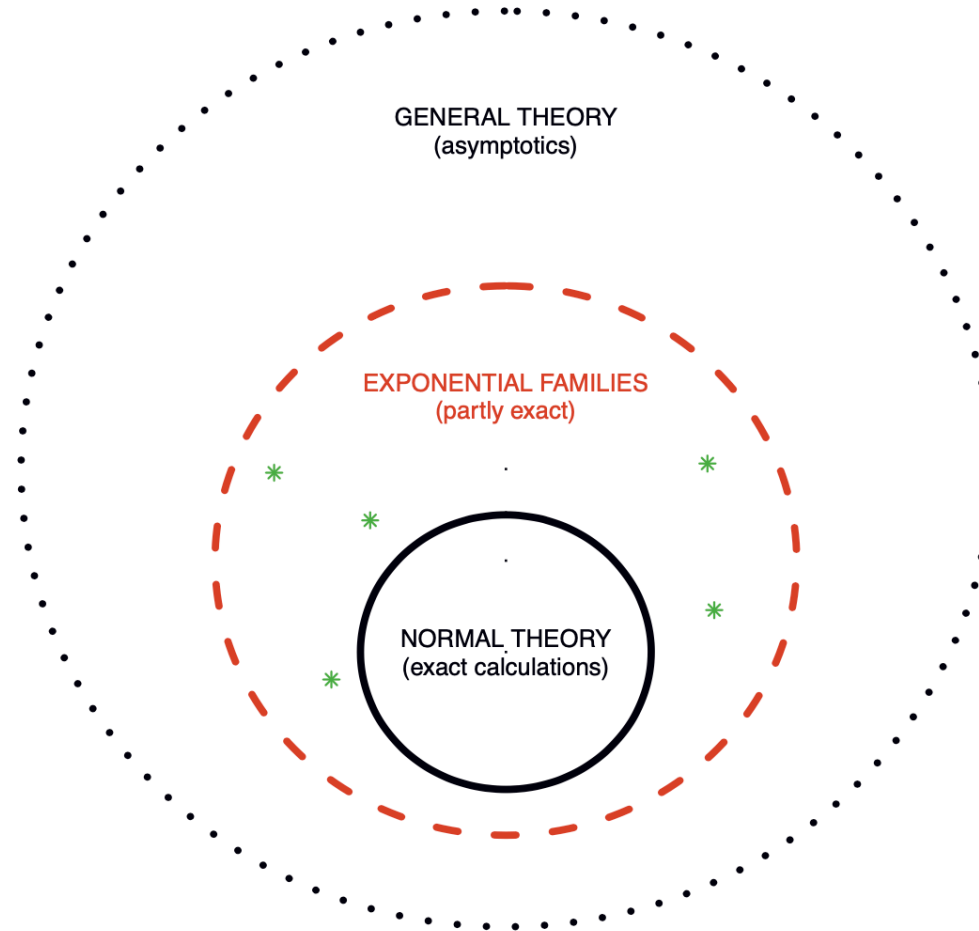 GENERAL THEORY
(asymptotics)
EXPONENTIAL FAMILIES
(partly exact)
NORMAL THEORY
(exact calculations)